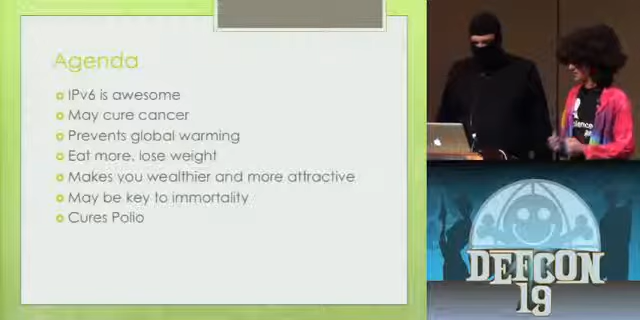 Agenda
IPv6 is awesome
May cure cancer
Prevents global warming
Eat more, lose weight
Makes you wealthier and more attractive
May be key to immortality
Cures Polio
DEFCON
19